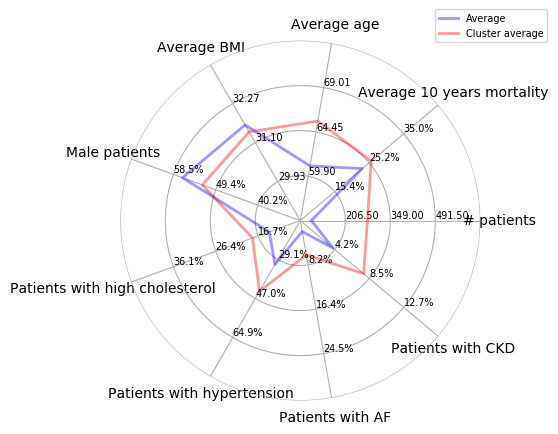 Average
Cluster average
Average age
Average BMI
69.01
Average 10 years mortality
32.27
35.0%
64.45
31.10
Male patients
25.2%
58.5%
59.90
29.93
49.4%
15.4%
40.2%
206.50 349.00 491.50
# patients
16.7%
4.2%
26.4%
29.1%
8.2%
36.1%
8.5%
Patients with high cholesterol
47.0%
12.7%
16.4%
64.9%
24.5%
Patients with CKD
Patients with hypertension
Patients with AF